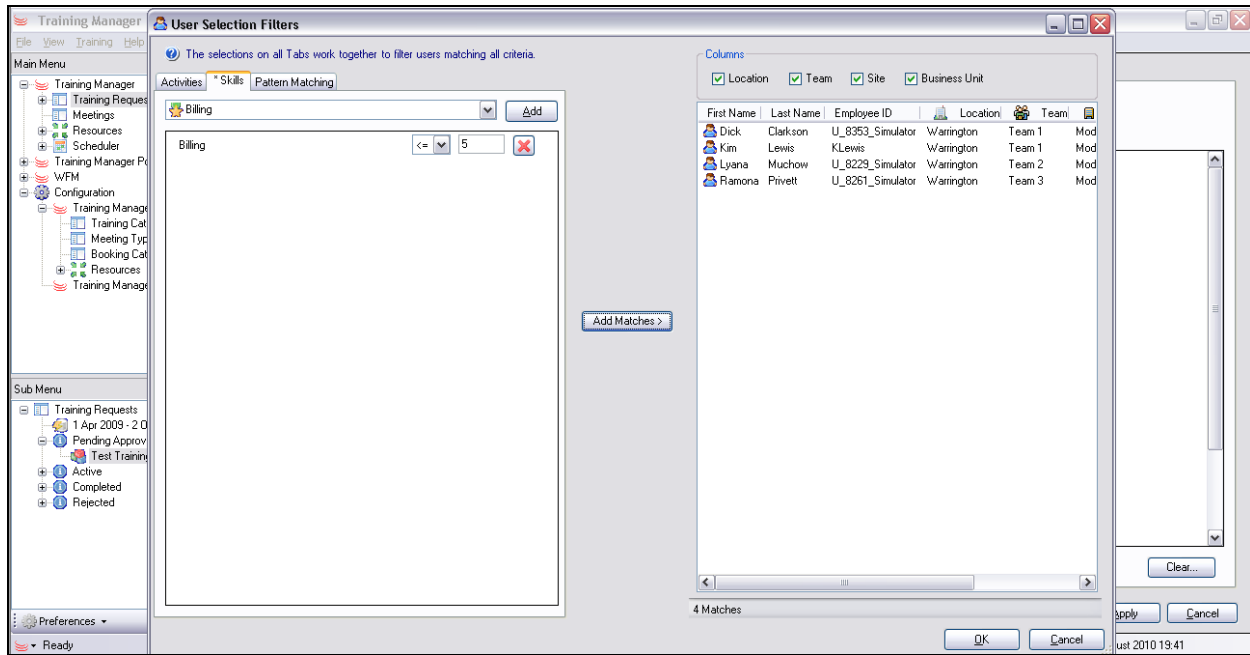 Training Manager
File View Training Help
Main Menu
Training Manager
Training Reques
Meetings
Resources
Scheduler
Training Manager Po
WFM
Configuration
Training Manage
Training Cat
Meeting Typ
Booking Cat
Resources
Training Manage
Sub Menu
Training Requests
1 Apr 2009 - 2 O
Pending Approv
Test Training
Active
Completed
Rejected
Preferences
Ready
User Selection Filters
The selections on all Tabs work together to filter users matching all criteria.
Activities * Skills Pattern Matching
Billing Add
Billing <= 5
Add Matches >
Columns
Location Team Site Business Unit
First Name Last Name Employee ID Location Team
Dick Clarkson U_8353_Simulator Warrington Team 1 Mod
Kim Lewis KLewis Warrington Team 1 Mod
Lyana Muchow U_8229_Simulator Warrington Team 2 Mod
Ramona Privett U_8261_Simulator Warrington Team 3 Mod
4 Matches
OK Cancel
Clear...
Apply Cancel
ust 2010 19:41